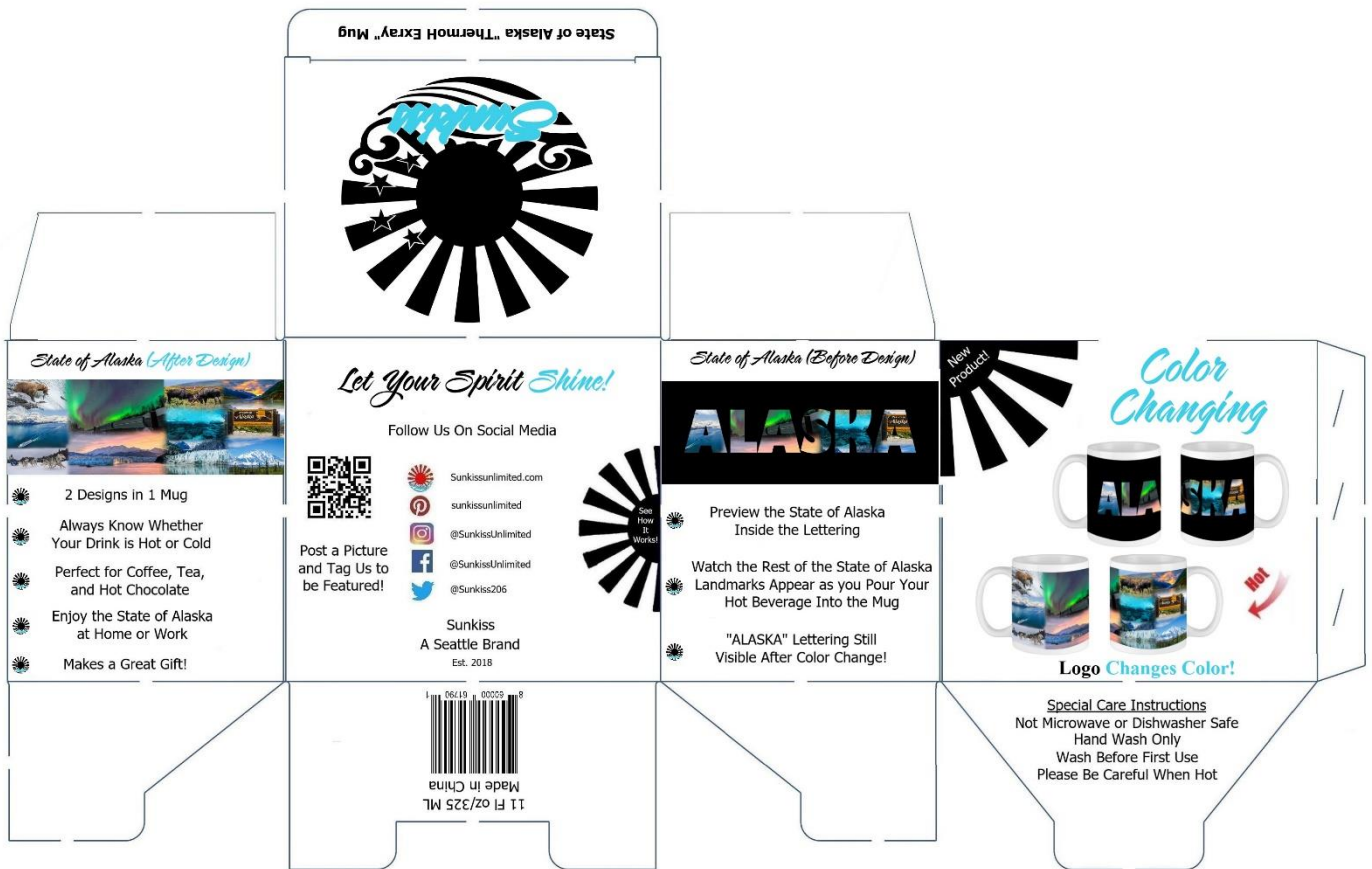 State of Alaska "ThermoH Exray" Mug
Sunkiss
State of Alaska (After Design)
2 Designs in 1 Mug
Always Know Whether
Your Drink is Hot or Cold
Perfect for Coffee, Tea,
and Hot Chocolate
Enjoy the State of Alaska
at Home or Work
Makes a Great Gift!
Let Your Spirit Shine!
Follow Us On Social Media
Sunkissunlimited.com
sunkissunlimited
@SunkissUnlimited
@SunkissUnlimited
@Sunkiss206
Post a Picture
and Tag Us to
be Featured!
See
How
It
Works!
Sunkiss
A Seattle Brand
Est. 2018
8 60000 61790 1
Made in China
11 Fl oz/325 ML
State of Alaska (Before Design)
ALASKA
Preview the State of Alaska
Inside the Lettering
Watch the Rest of the State of Alaska
Landmarks Appear as you Pour Your
Hot Beverage Into the Mug
"ALASKA" Lettering Still
Visible After Color Change!
New
Product!
Color
Changing
ALA
SKA
Hot
Logo Changes Color!
Special Care Instructions
Not Microwave or Dishwasher Safe
Hand Wash Only
Wash Before First Use
Please Be Careful When Hot